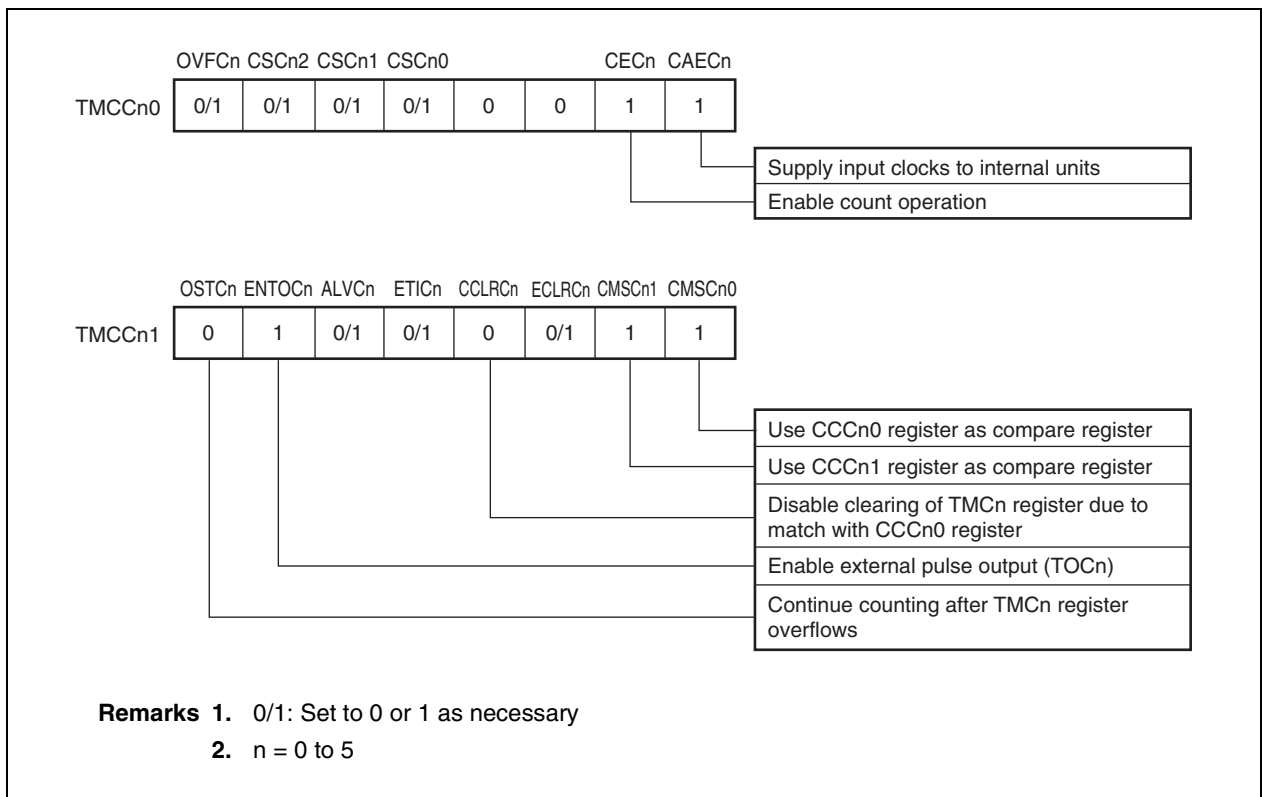 OVFCn CSCn2 CSCn1 CSCn0 CECn CAECn
TMCCn0 0/1 0/1 0/1 0/1 0 0 1 1
Supply input clocks to internal units
Enable count operation
OSTCn ENTOCn ALVCn ETICn CCLRCn ECLRCn CMSCn1 CMSCn0
TMCCn1 0 1 0/1 0/1 0 0/1 1 1
Use CCCn0 register as compare register
Use CCCn1 register as compare register
Disable clearing of TMCn register due to
match with CCCn0 register
Enable external pulse output (TOCn)
Continue counting after TMCn register
overflows
Remarks 1. 0/1: Set to 0 or 1 as necessary
2. n = 0 to 5